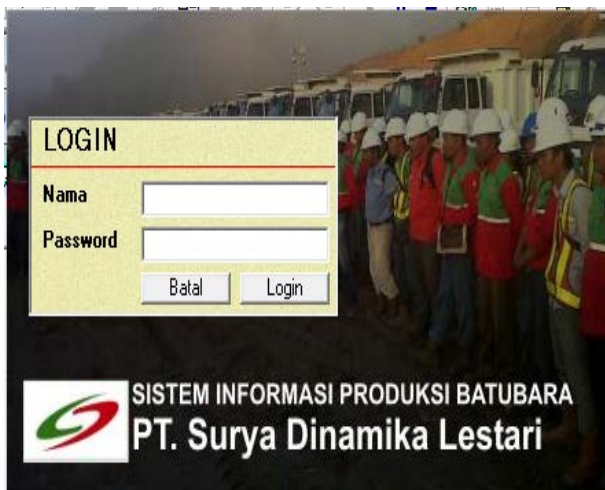 LOGIN
Nama
Password
Batal Login
SISTEM INFORMASI PRODUKSI BATUBARA
PT. Surya Dinamika Lestari